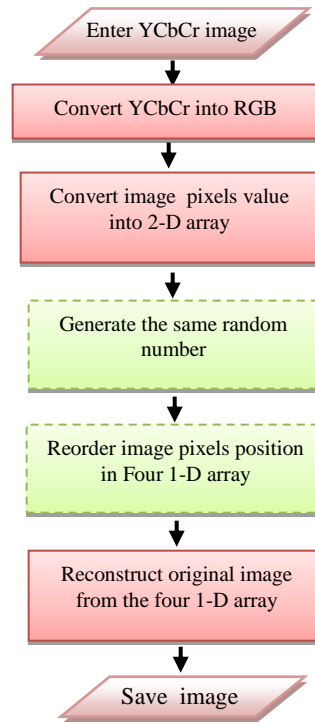 Enter YCbCr image
Convert YCbCr into RGB
Convert image pixels value
into 2-D array
Generate the same random
number
Reorder image pixels position
in Four 1-D array
Reconstruct original image
from the four 1-D array
Save image